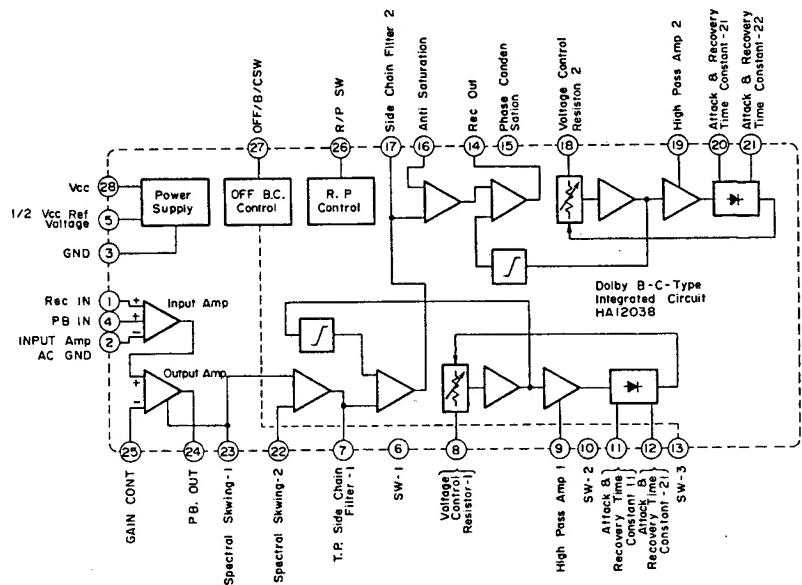 OFF/B/CSW
R/P SW
Side Chain Filter 2
Anti Saturation
Rec Out
Phase Conden
Sation
Voltage Control
Resiston 2
High Pass Amp 2
Attack & Recovery
Time Constant-21
Attack & Recovery
Time Constant-22
27
26
17
16
14
15
18
19
20
21
Vcc
28
Power
Supply
OFF B.C.
Control
R. P
Control
1/2 Vcc Ref
Voltage
5
GND
3
Dolby B-C-Type
Integrated Circuit
HA12038
Rec IN
1
+
Input Amp
PB IN
4
+
INPUT Amp
AC GND
2
-
Output Amp
+
-
25
24
23
22
7
6
8
9
10
11
12
13
GAIN CONT
PB. OUT
Spectral Skwing-1
Spectral Skwing-2
T.P. Side Chain
Filter-1
SW-1
Voltage
Control
Resistor-1
High Pass Amp 1
SW-2
Attack &
Recovery Time
Constant 11
Attack &
Recovery Time
Constant-21
SW-3